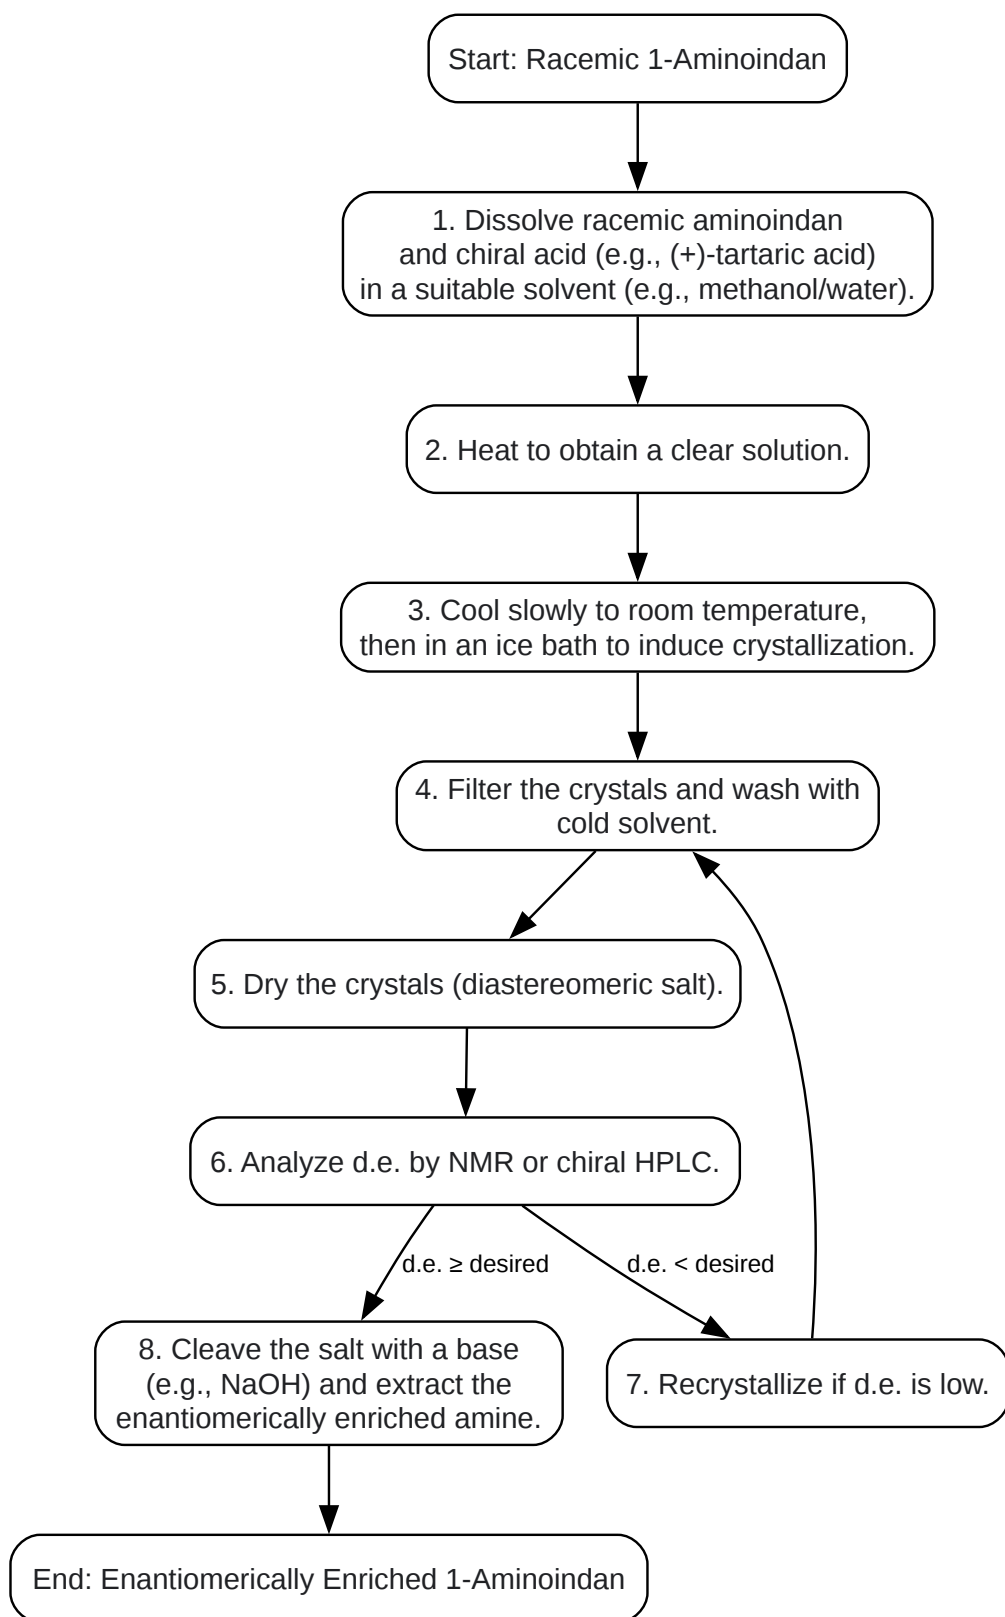 Start: Racemic 1-Aminoindan
1. Dissolve racemic aminoindan
and chiral acid (e.g., (+)-tartaric acid)
in a suitable solvent (e.g., methanol/water).
2. Heat to obtain a clear solution.
3. Cool slowly to room temperature,
then in an ice bath to induce crystallization.
4. Filter the crystals and wash with
cold solvent.
5. Dry the crystals (diastereomeric salt).
6. Analyze d.e. by NMR or chiral HPLC.
d.e. ≥ desired
d.e. < desired
8. Cleave the salt with a base
(e.g., NaOH) and extract the
enantiomerically enriched amine.
7. Recrystallize if d.e. is low.
End: Enantiomerically Enriched 1-Aminoindan